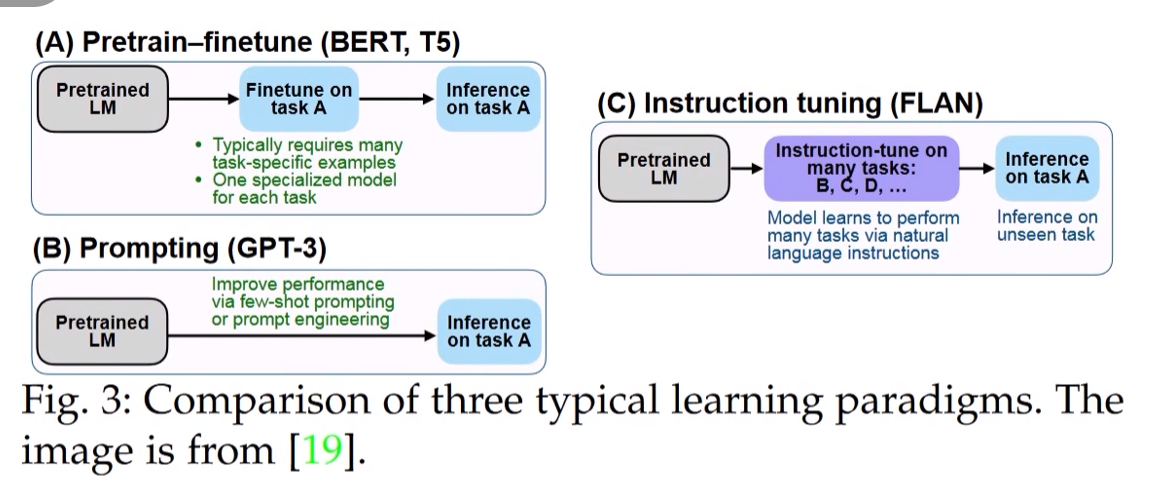 (A) Pretrain–finetune (BERT, T5)
Pretrained
LM
Finetune on
task A
Inference
on task A
• Typically requires many
task-specific examples
• One specialized model
for each task
(B) Prompting (GPT-3)
Improve performance
via few-shot prompting
or prompt engineering
Pretrained
LM
Inference
on task A
(C) Instruction tuning (FLAN)
Pretrained
LM
Instruction-tune on
many tasks:
B, C, D, ...
Inference
on task A
Model learns to perform
many tasks via natural
language instructions
Inference on
unseen task
Fig. 3: Comparison of three typical learning paradigms. The
image is from [19].